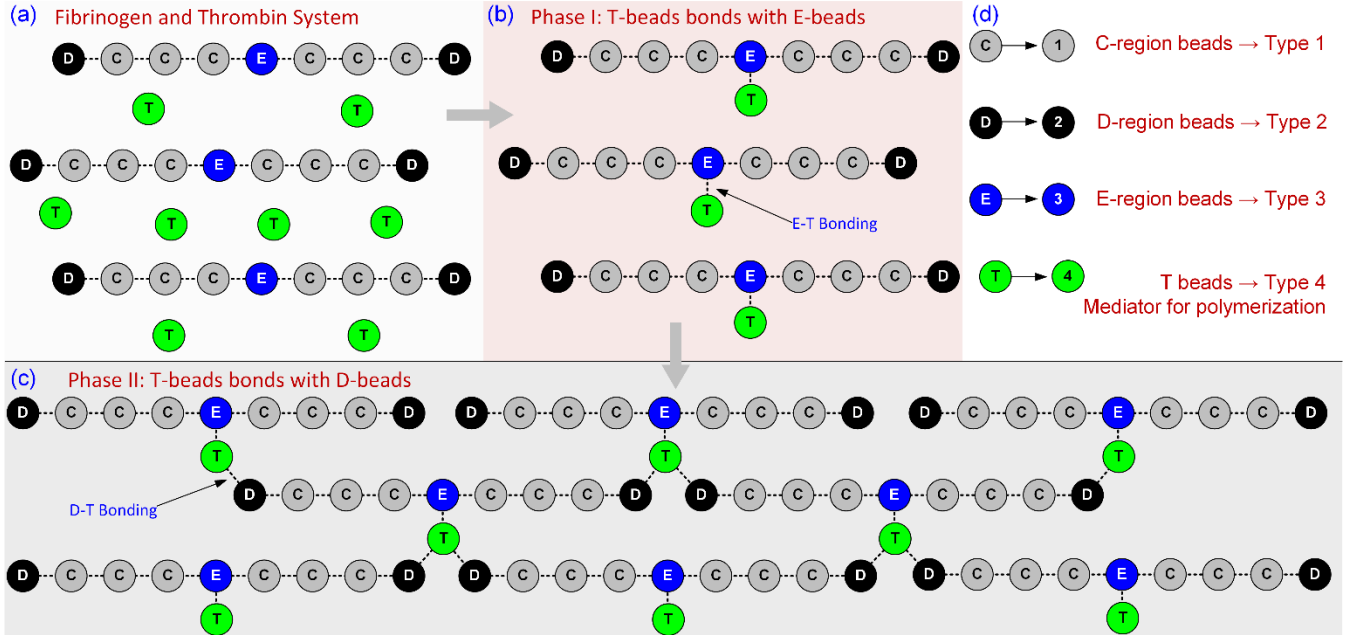 (a) Fibrinogen and Thrombin System
D C C C E C C C D
T T
D C C C E C C C D
T T T T
D C C C E C C C D
T T
(b) Phase I: T-beads bonds with E-beads
D C C C E C C C D
T
D C C C E C C C D
T
E-T Bonding
D C C C E C C C D
T
(d)
C 1 C-region beads → Type 1
D 2 D-region beads → Type 2
E 3 E-region beads → Type 3
T 4 T beads → Type 4
Mediator for polymerization
(c) Phase II: T-beads bonds with D-beads
D C C C E C C C D D C C C E C C C D D C C C E C C C D
T T T
D C C C E C C C D D C C C E C C C D
D-T Bonding
T T
D C C C E C C C D D C C C E C C C D D C C C E C C C D
T T T